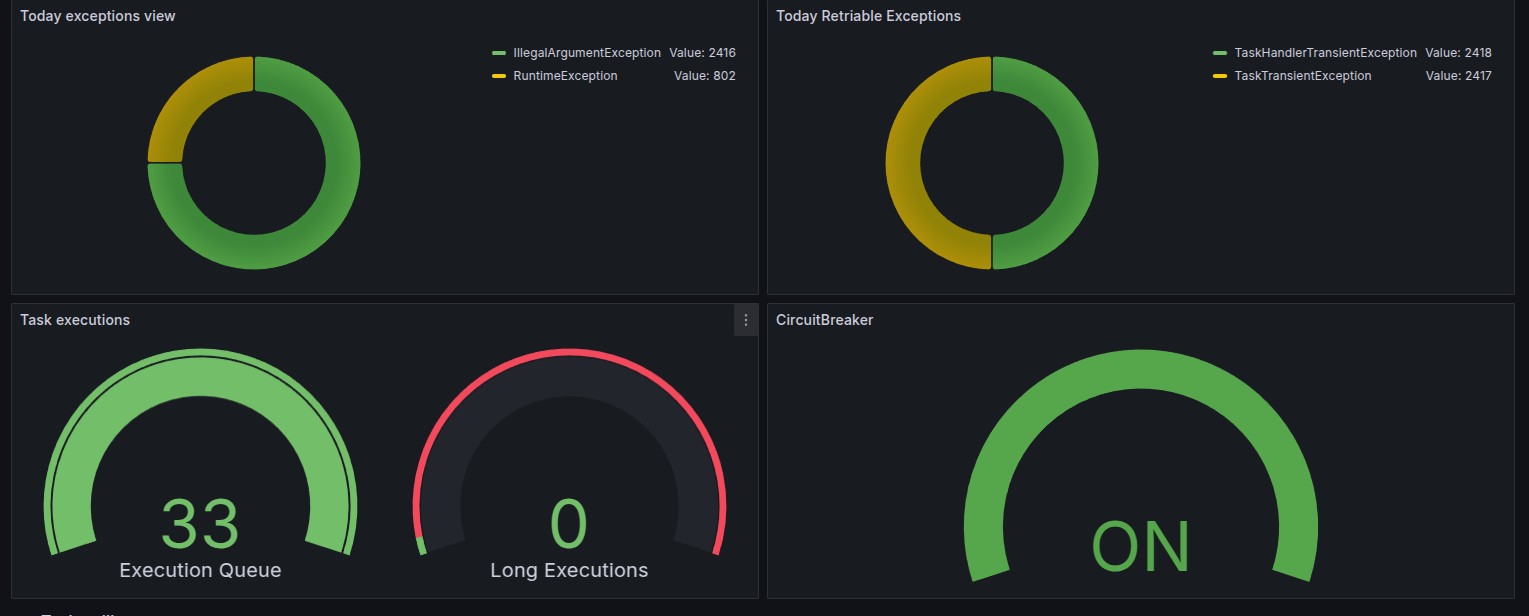 Today exceptions view
IllegalArgumentException Value: 2416
RuntimeException Value: 802
Today Retriable Exceptions
TaskHandlerTransientException Value: 2418
TaskTransientException Value: 2417
Task executions
33
Execution Queue
0
Long Executions
CircuitBreaker
ON